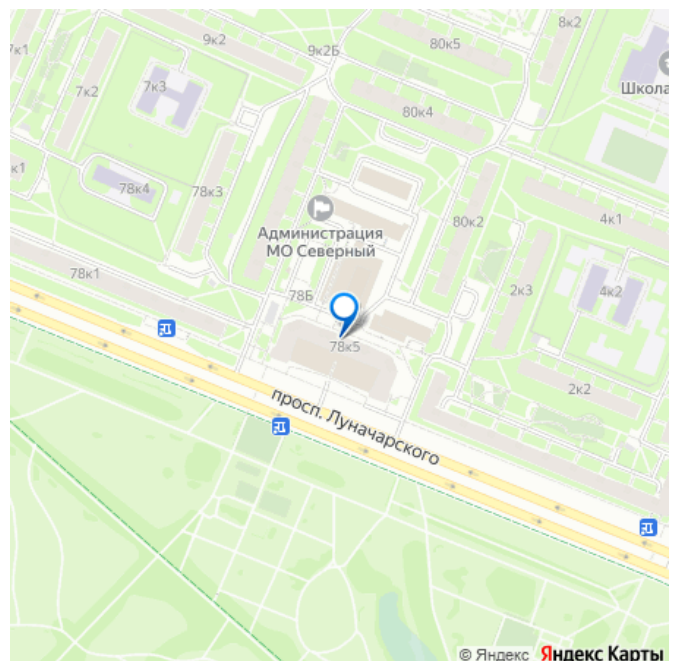 8к2
7к1
9к2
9к2Б
80к5
Школа
7к2
7к3
80к4
к1
78к4
78к3
Администрация
МО Северный
80к2
4к1
78к1
78Б
2к3
4к2
78к5
2к2
просп. Луначарского
© Яндекс Яндекс Карты